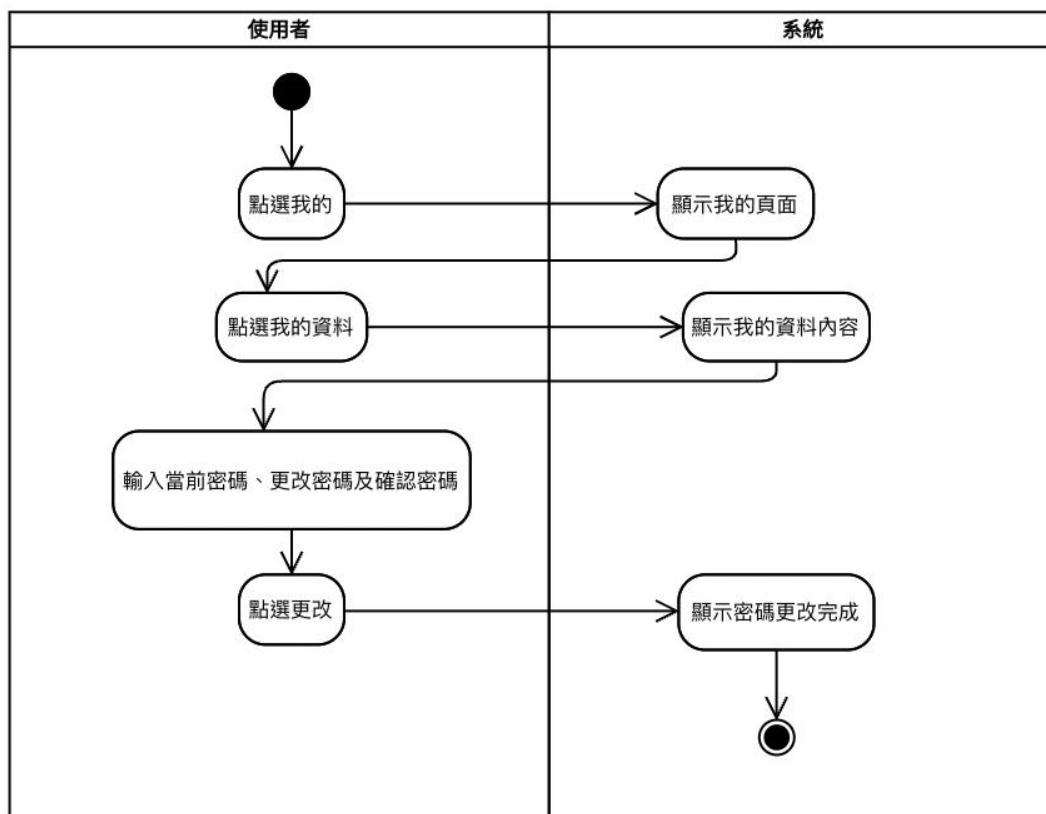 使用者
系統
點選我的
顯示我的頁面
點選我的資料
顯示我的資料內容
輸入當前密碼、更改密碼及確認密碼
點選更改
顯示密碼更改完成